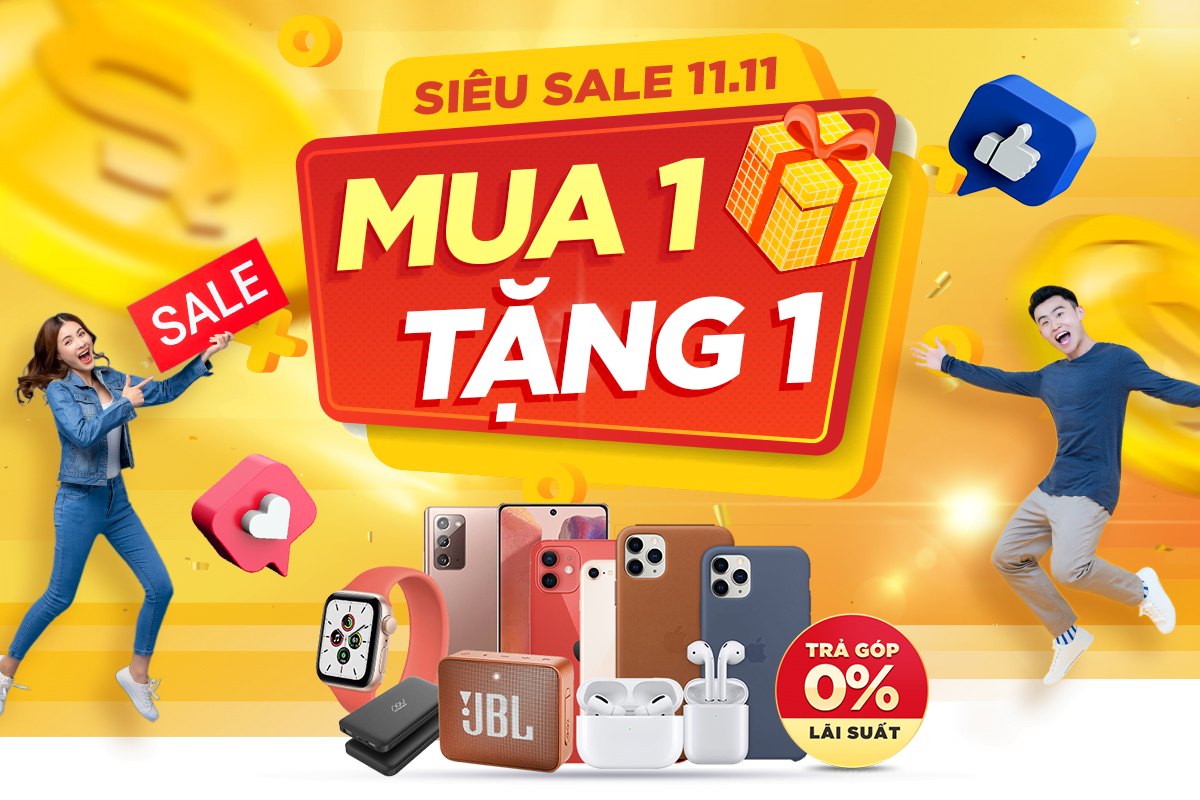 SIÊU SALE 11.11
MUA 1
TẶNG 1
SALE
JBL
TRẢ GÓP
0%
LÃI SUẤT